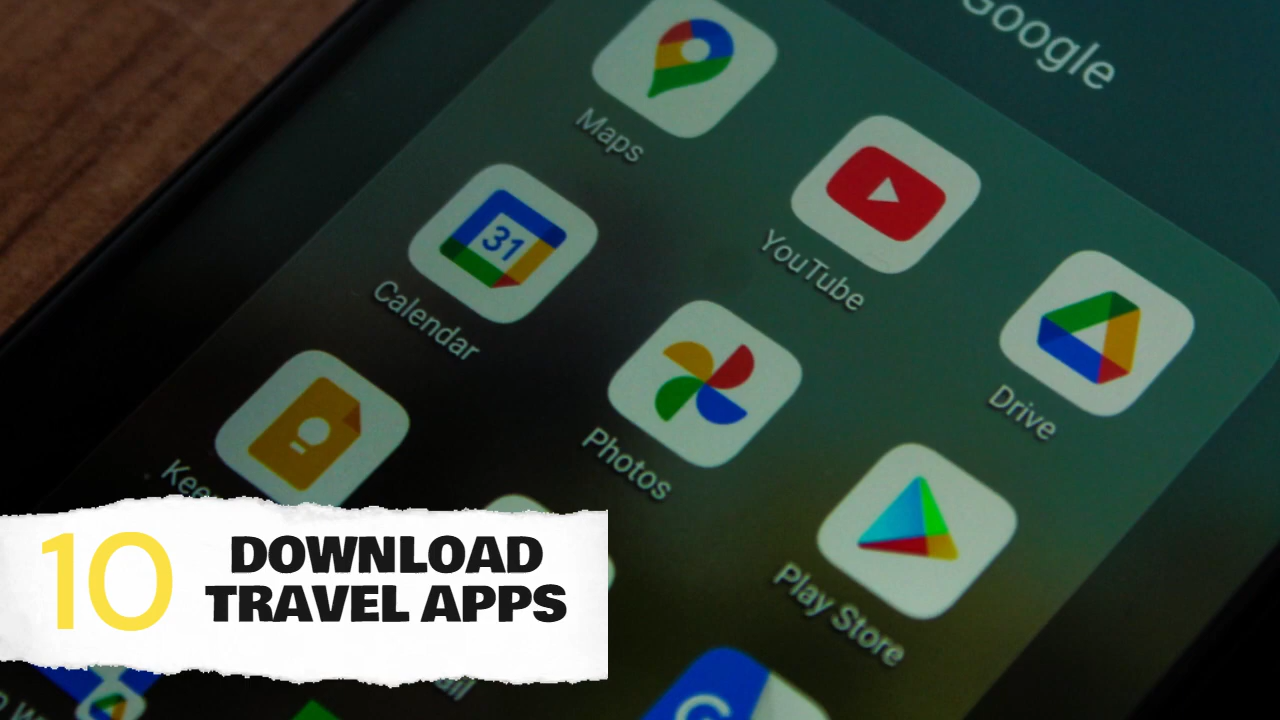 Google
Maps
YouTube
Drive
31
Calendar
Photos
Play Store
10
DOWNLOAD
TRAVEL APPS